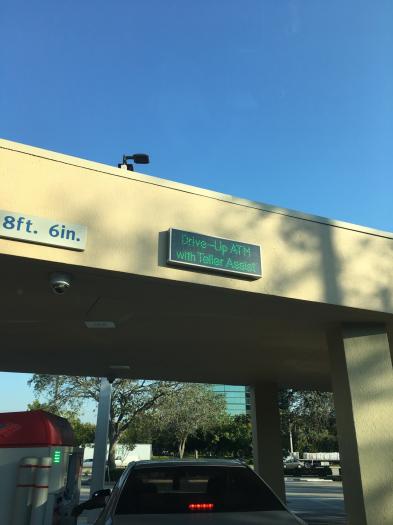 8ft. 6in.
Drive-Up ATM
with Teller Assist